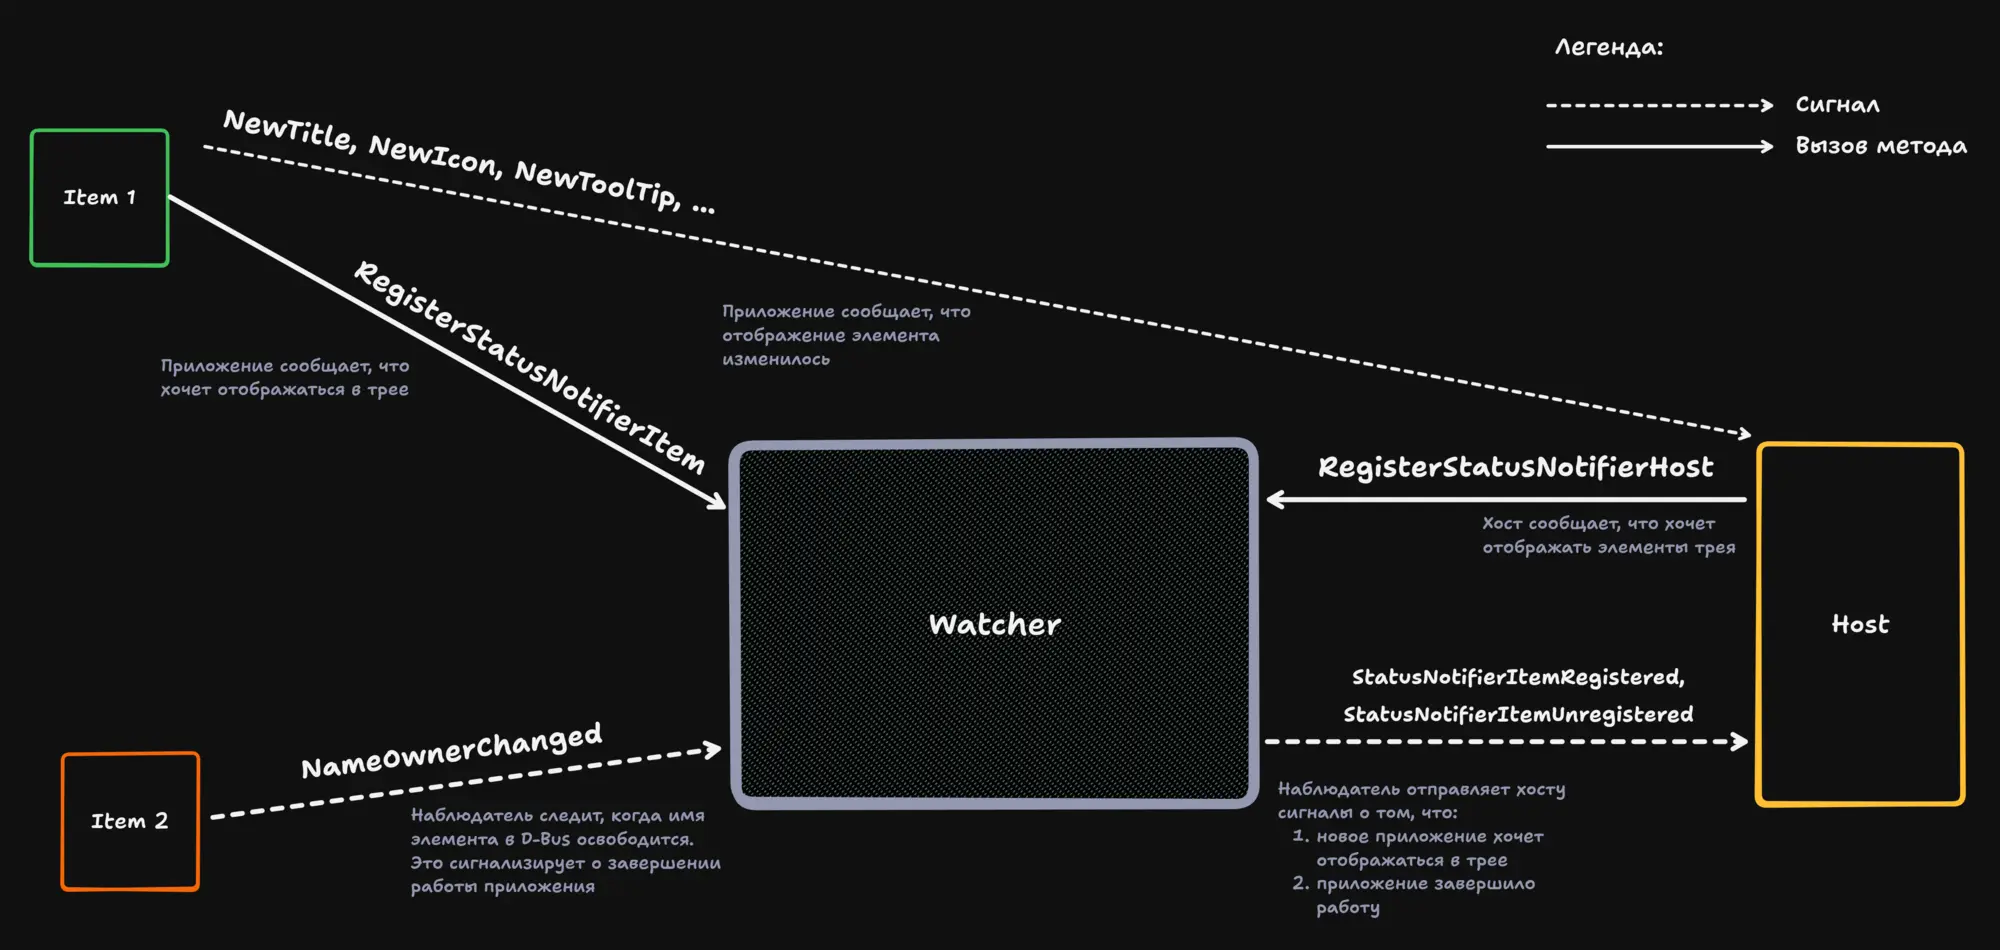 Легенда:
Сигнал
Вызов метода
NewTitle, NewIcon, NewToolTip, ...
Item 1
RegisterStatusNotifierItem
Приложение сообщает, что
отображение элемента
изменилось
Приложение сообщает, что
хочет отображаться в трее
RegisterStatusNotifierHost
Хост сообщает, что хочет
отображать элементы трея
Watcher
Host
StatusNotifierItemRegistered,
StatusNotifierItemUnregistered
NameOwnerChanged
Item 2
Наблюдатель следит, когда имя
элемента в D-Bus освободится.
Это сигнализирует о завершении
работы приложения
Наблюдатель отправляет хосту
сигналы о том, что:
1. новое приложение хочет
отображаться в трее
2. приложение завершило
работу